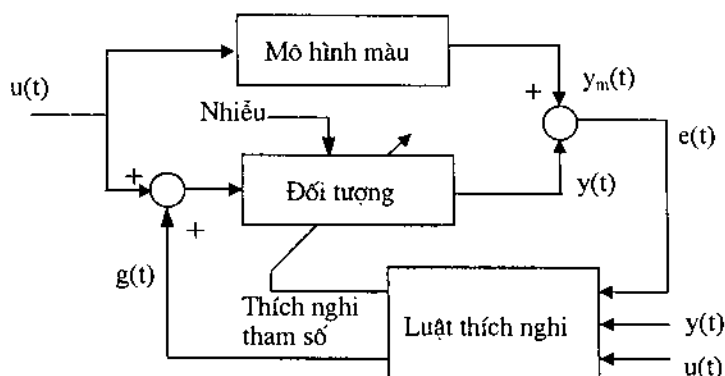 Mô hình màu
u(t)
y_m(t)
+
Nhiễu
e(t)
+
Đối tượng
y(t)
+
g(t)
Thích nghi
tham số
Luật thích nghi
y(t)
u(t)